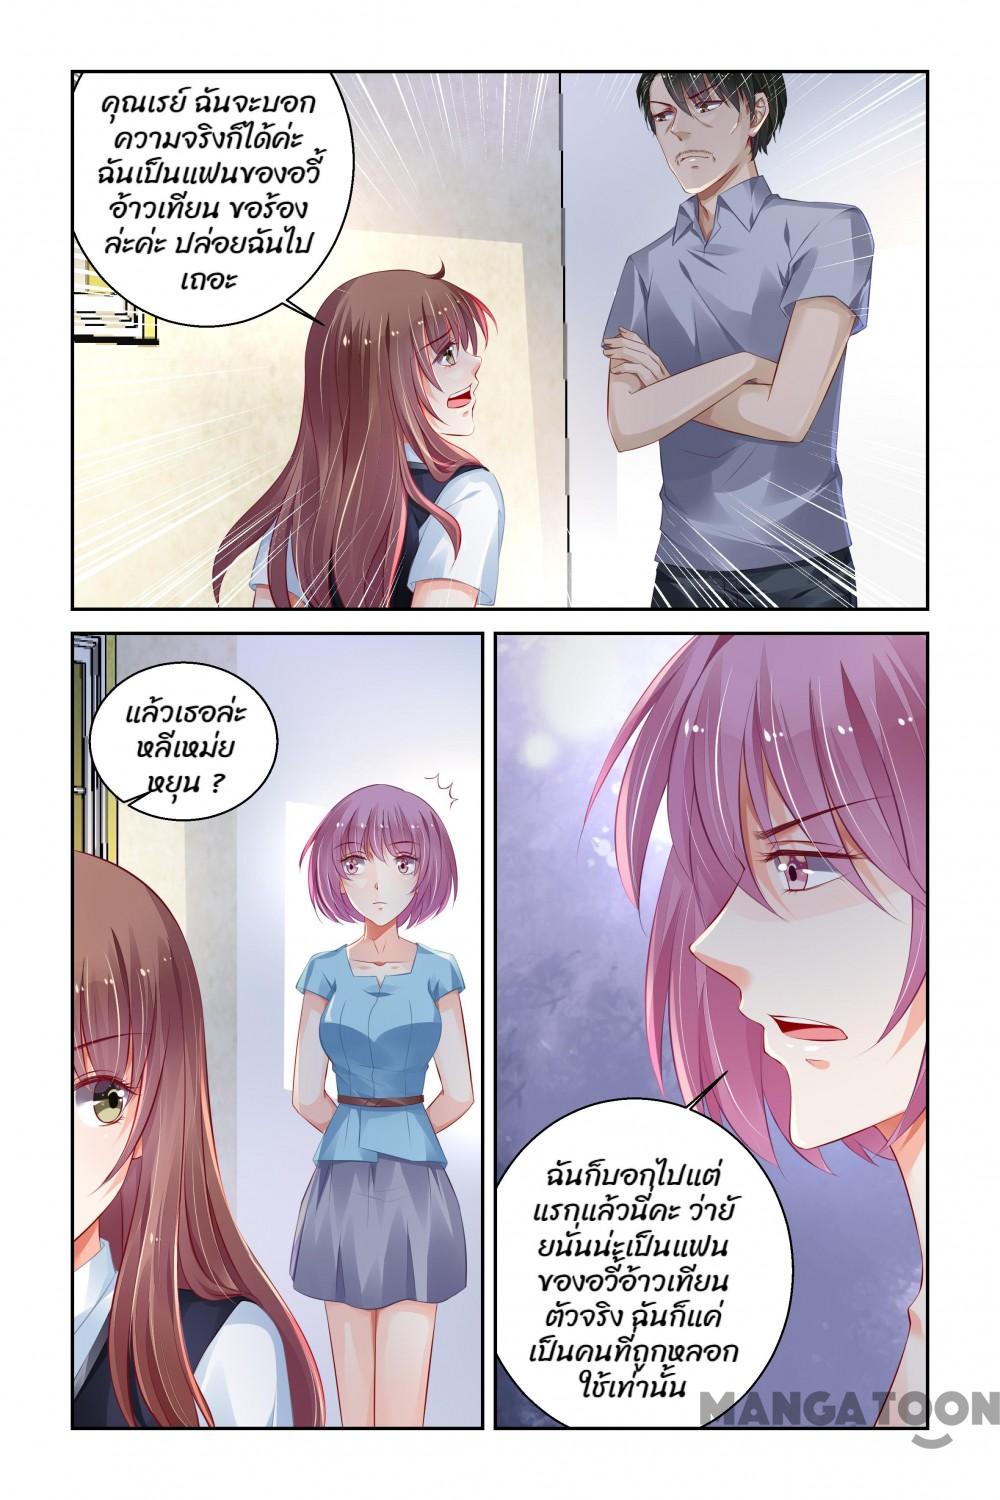 คุณเรย์ ฉันจะบอก
ความจริงก็ได้ค่ะ
ฉันเป็นแฟนของอวี้
อ้าวเทียน ขอร้อง
ล่ะค่ะ ปล่อยฉันไป
เถอะ
แล้วเธอล่ะ
หลีเหม่ย
หยุน ?
ฉันก็บอกไปแต่
แรกแล้วนี่คะ ว่ายั
ยนั่นน่ะเป็นแฟน
ของอวี้อ้าวเทียน
ตัวจริง ฉันก็แค่
เป็นคนที่ถูกหลอก
ใช้เท่านั้น
MANGATOON